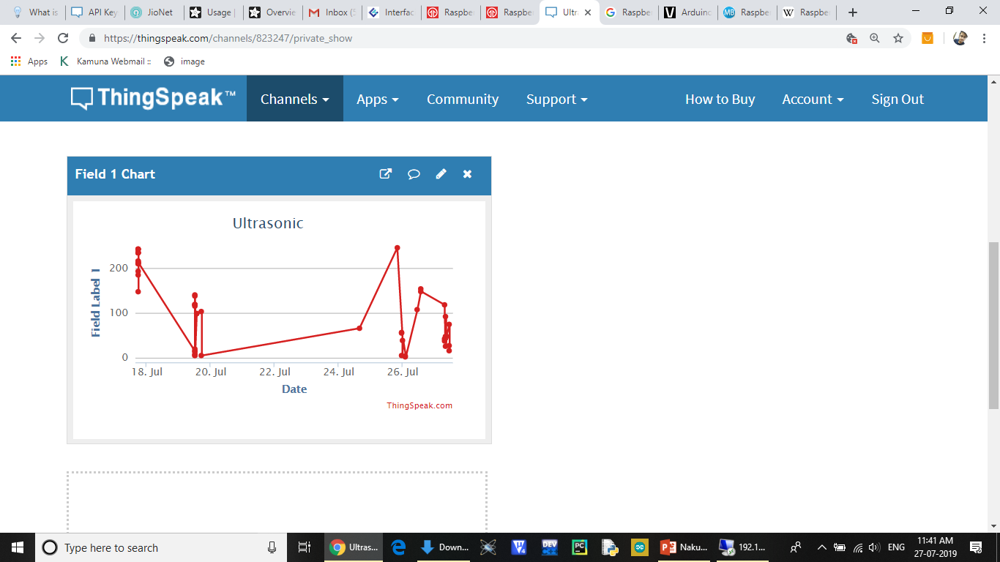 What is
API Key
JioNet
Usage
Overvie
Inbox (
Interfac
Raspbe
Raspbe
Ultr
Raspbe
Arduino
Raspbe
Raspbe
https://thingspeak.com/channels/823247/private_show
Apps
Kamuna Webmail ::
image
ThingSpeak™
Channels
Apps
Community
Support
How to Buy
Account
Sign Out
Field 1 Chart
Ultrasonic
Field Label 1
200
100
0
18. Jul
20. Jul
22. Jul
24. Jul
26. Jul
Date
ThingSpeak.com
Type here to search
Ultras...
Down...
DEV
PC
Naku...
192.1...
ENG
11:41 AM
27-07-2019